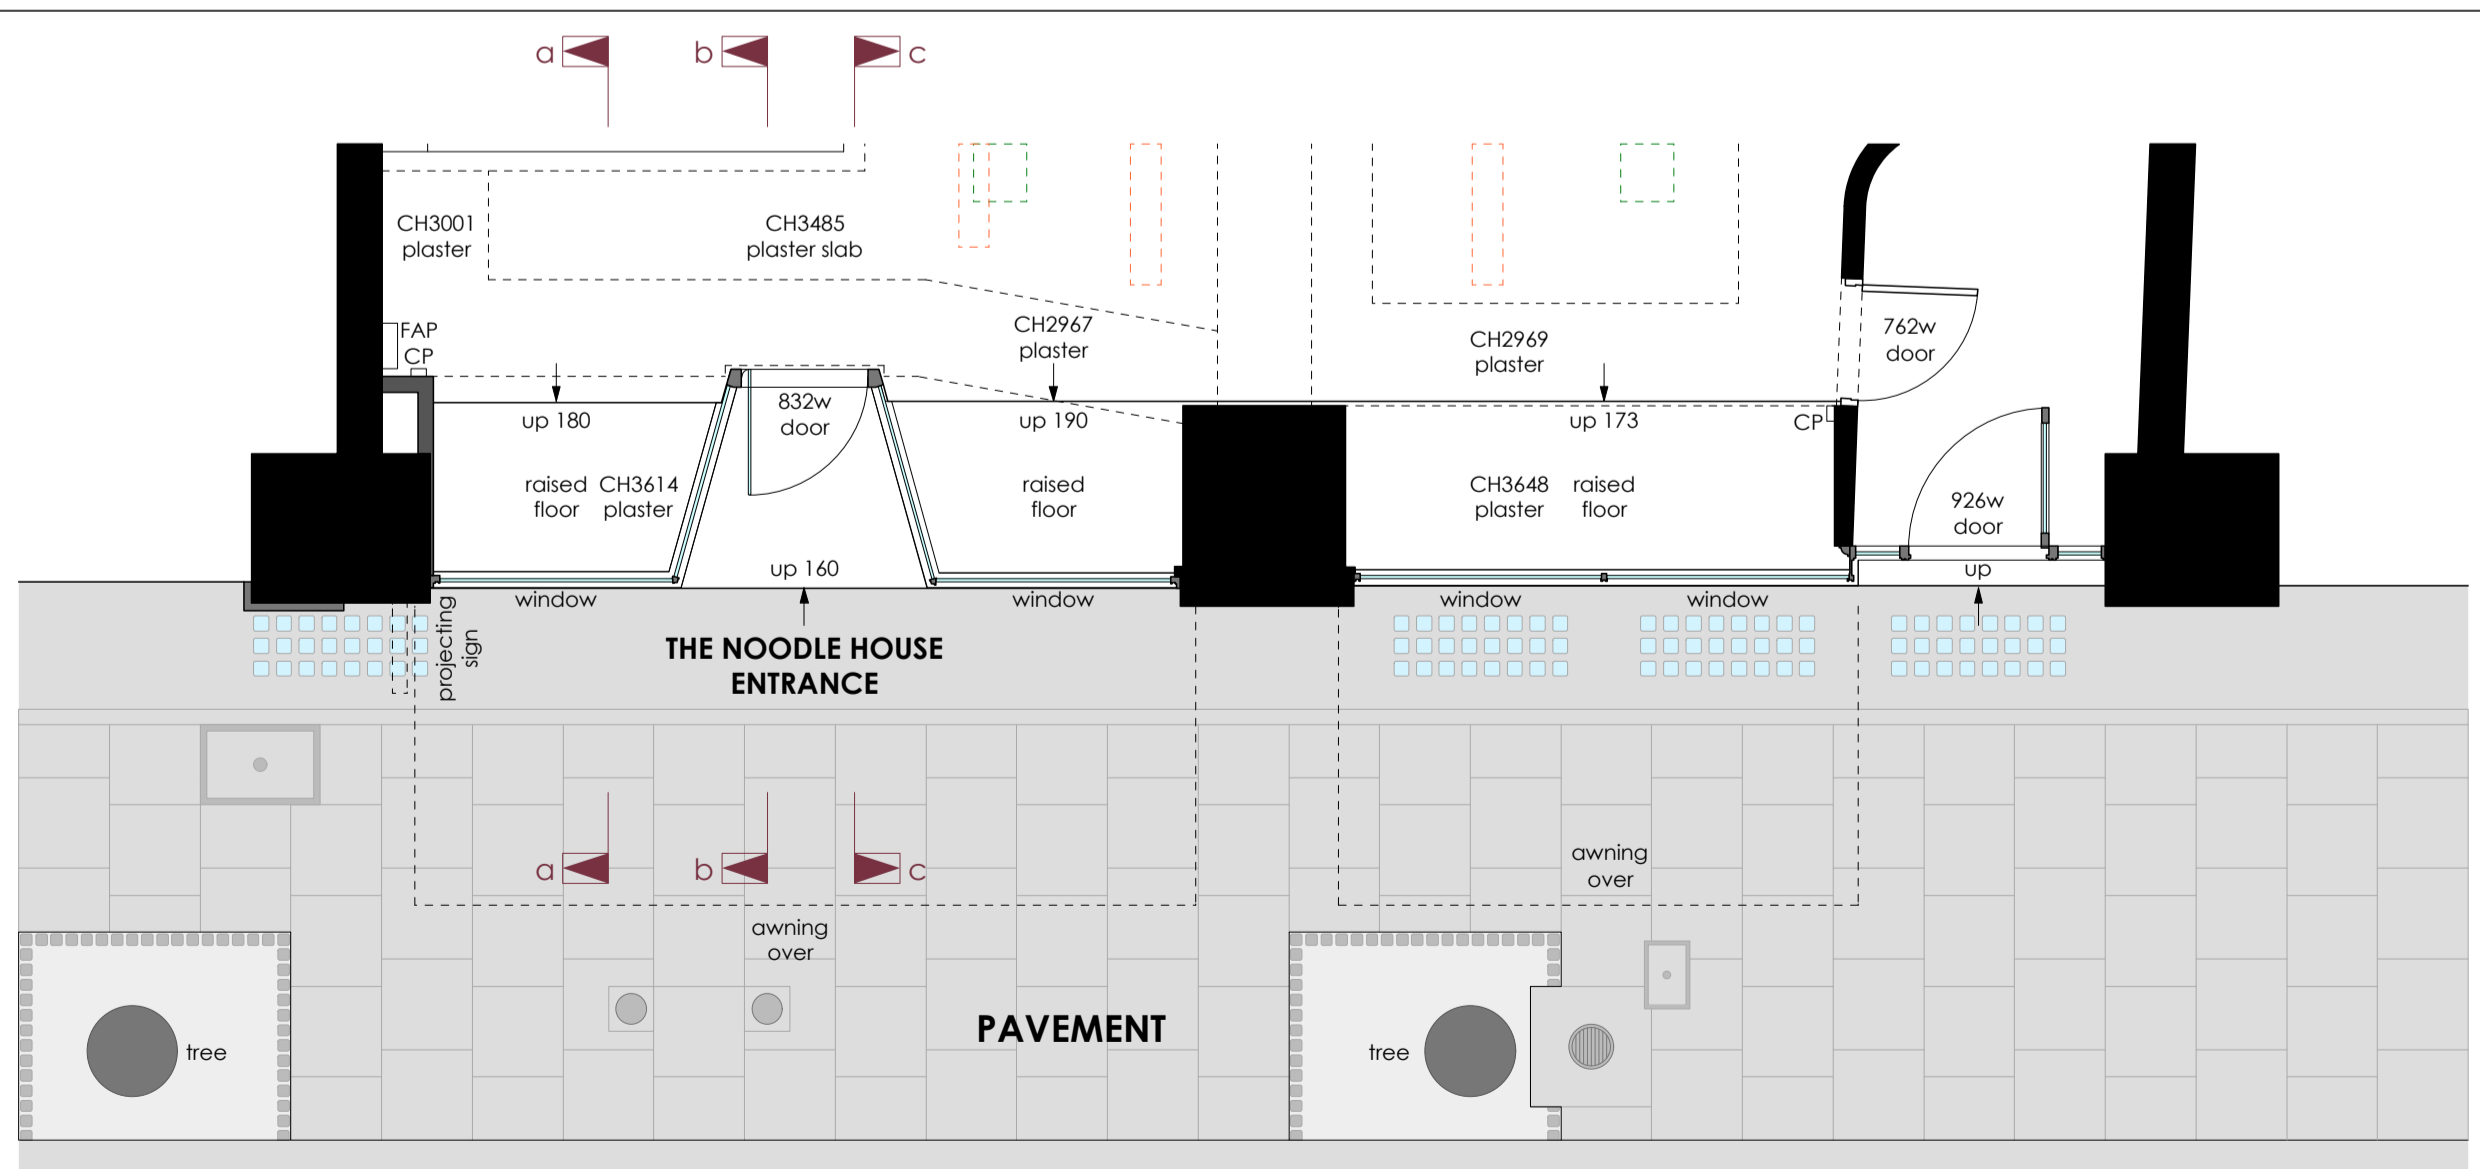 a
b
c
CH3001
plaster
CH3485
plaster slab
FAP
CP
CH2967
plaster
CH2969
plaster
762w
door
up 180
832w
door
up 190
up 173
CP
raised
floor
CH3614
plaster
raised
floor
CH3648
plaster
raised
floor
926w
door
up 160
up
window
window
window
window
projecting
sign
THE NOODLE HOUSE
ENTRANCE
a
b
c
awning
over
awning
over
PAVEMENT
tree
tree